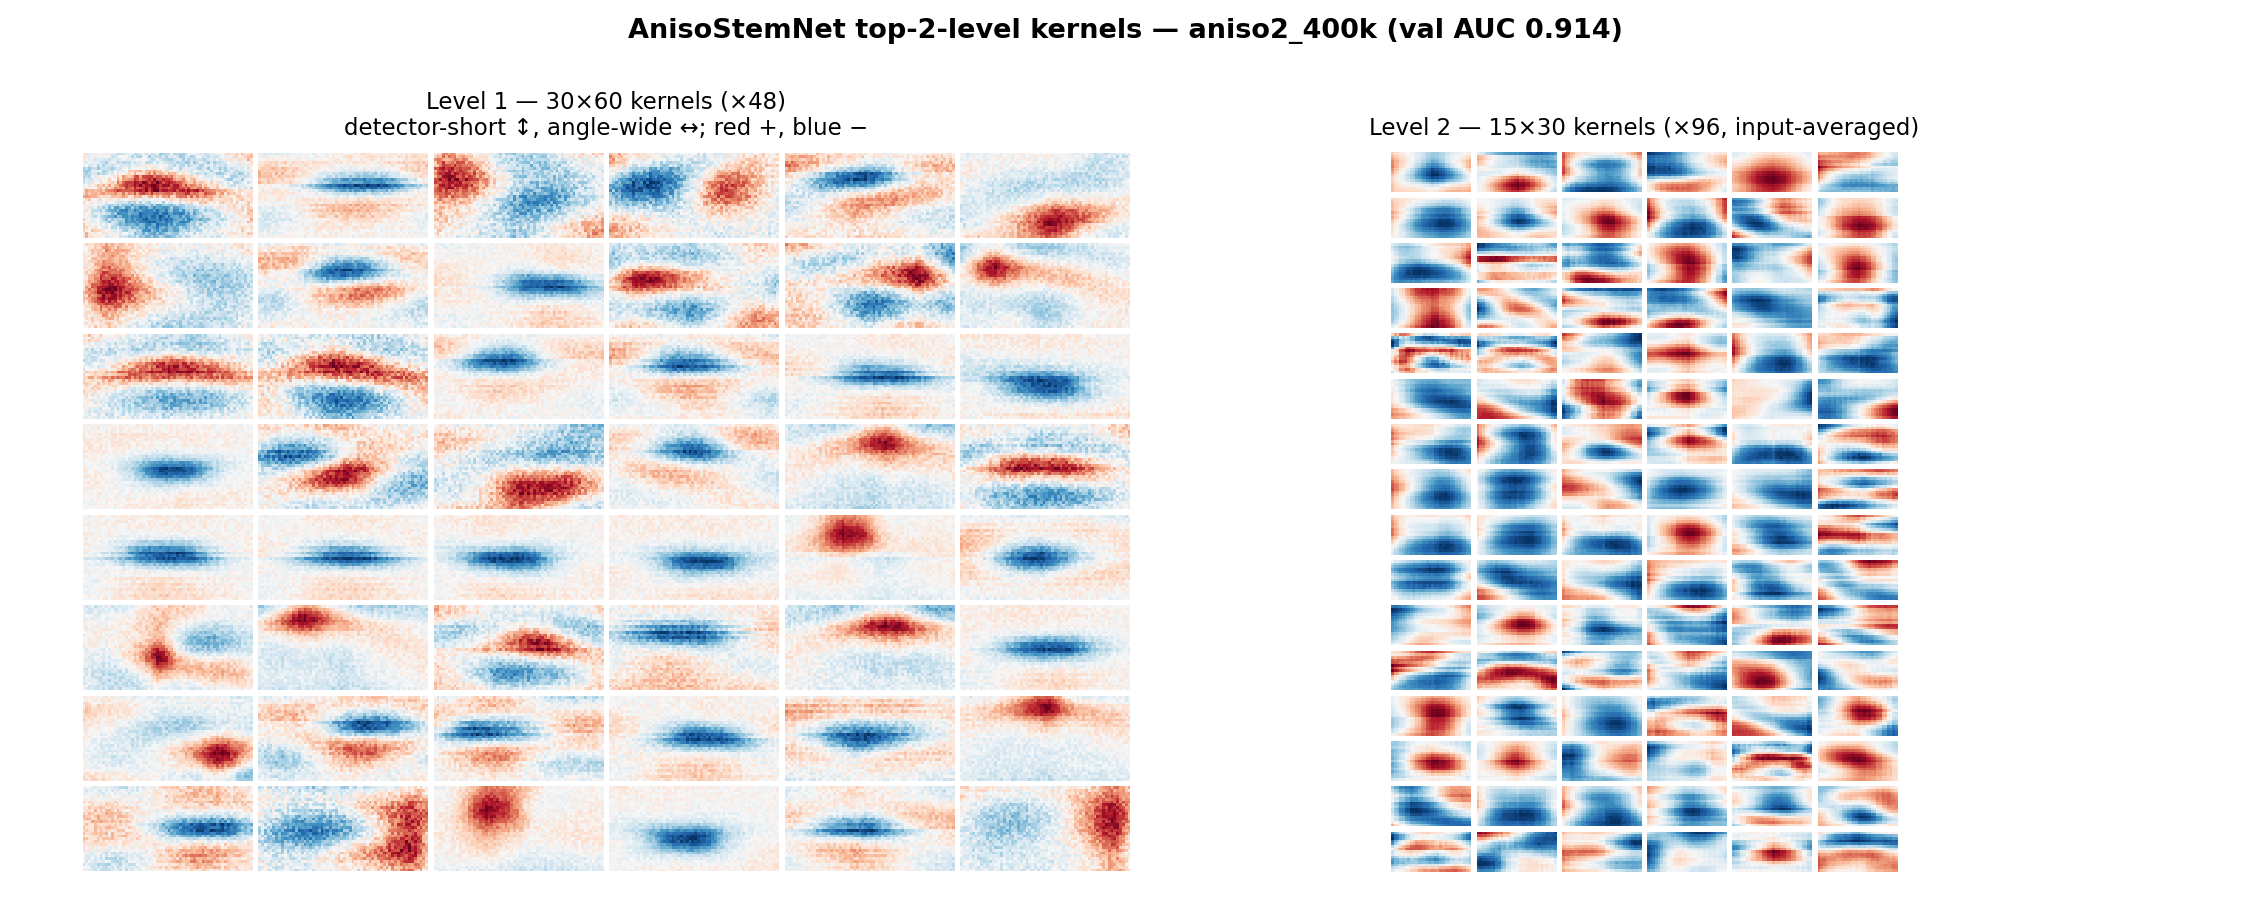 AnisoStemNet top-2-level kernels — aniso2_400k (val AUC 0.914)
Level 1 — 30×60 kernels (×48)
detector-short ↕, angle-wide ↔; red +, blue −
Level 2 — 15×30 kernels (×96, input-averaged)